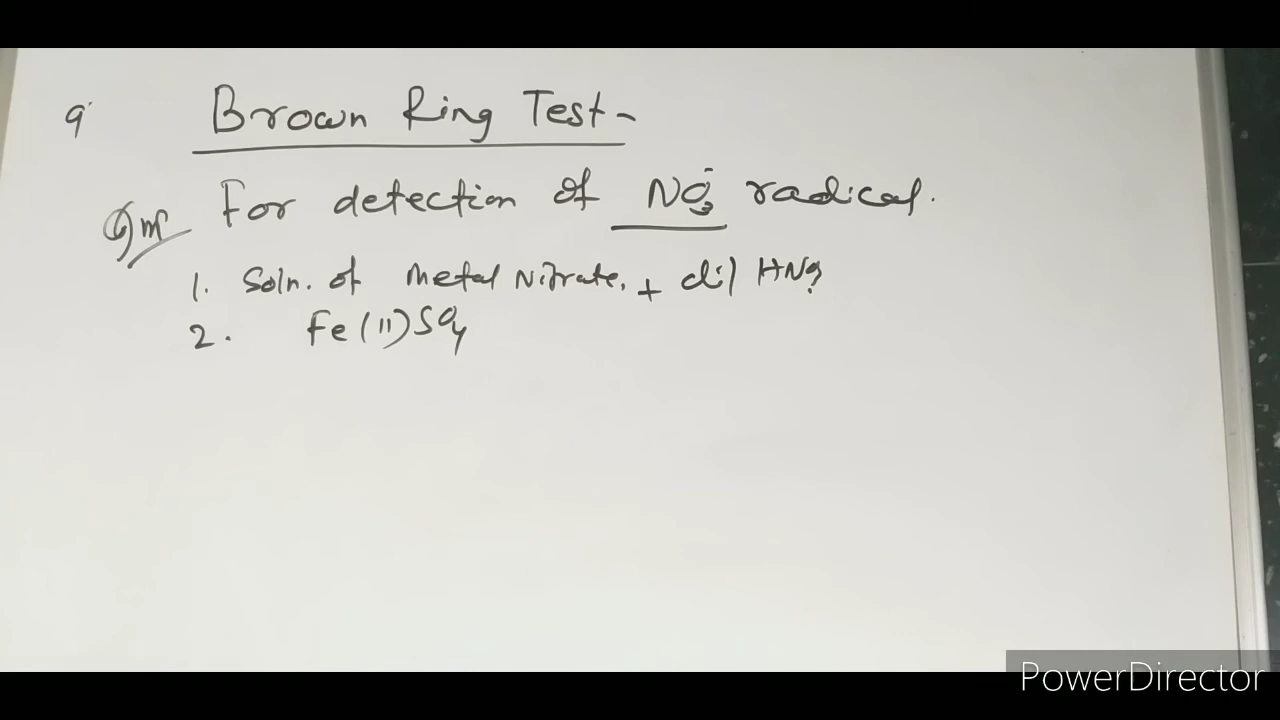 9
Brown Ring Test-
For detection of NO₃⁻ radical.
1. Soln. of Metal Nitrate. + dil HNO₃
2. Fe(II)SO₄
PowerDirector